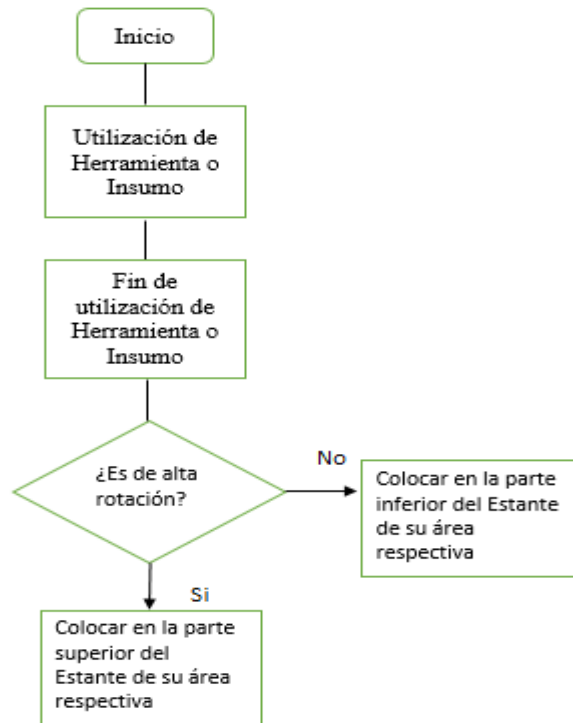 Inicio
Utilización de
Herramienta o
Insumo
Fin de
utilización de
Herramienta o
Insumo
¿Es de alta
rotación?
No
Colocar en la parte
inferior del Estante
de su área
respectiva
Si
Colocar en la parte
superior del
Estante de su área
respectiva